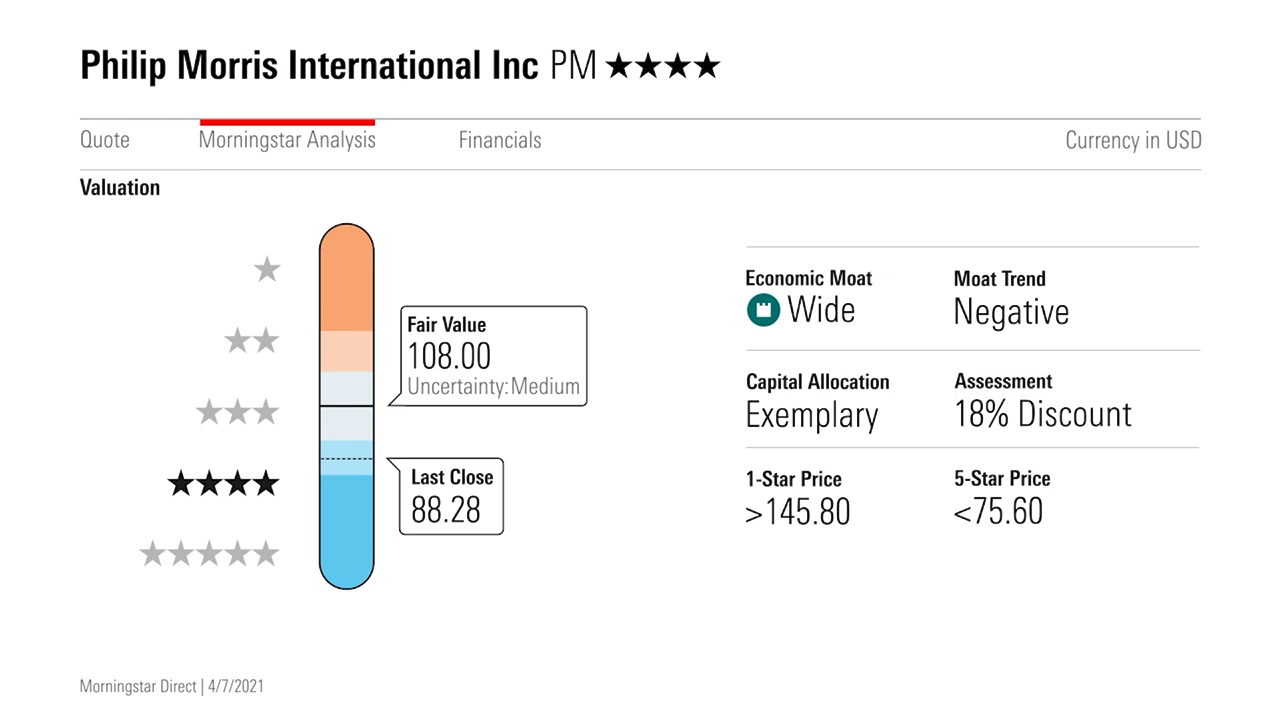 Philip Morris International Inc PM ★★★★
Quote Morningstar Analysis Financials Currency in USD
Valuation
★
★★
★★★
★★★★
★★★★★
Fair Value
108.00
Uncertainty: Medium
Last Close
88.28
Economic Moat Moat Trend
Wide Negative
Capital Allocation Assessment
Exemplary 18% Discount
1-Star Price 5-Star Price
>145.80 <75.60
Morningstar Direct | 4/7/2021